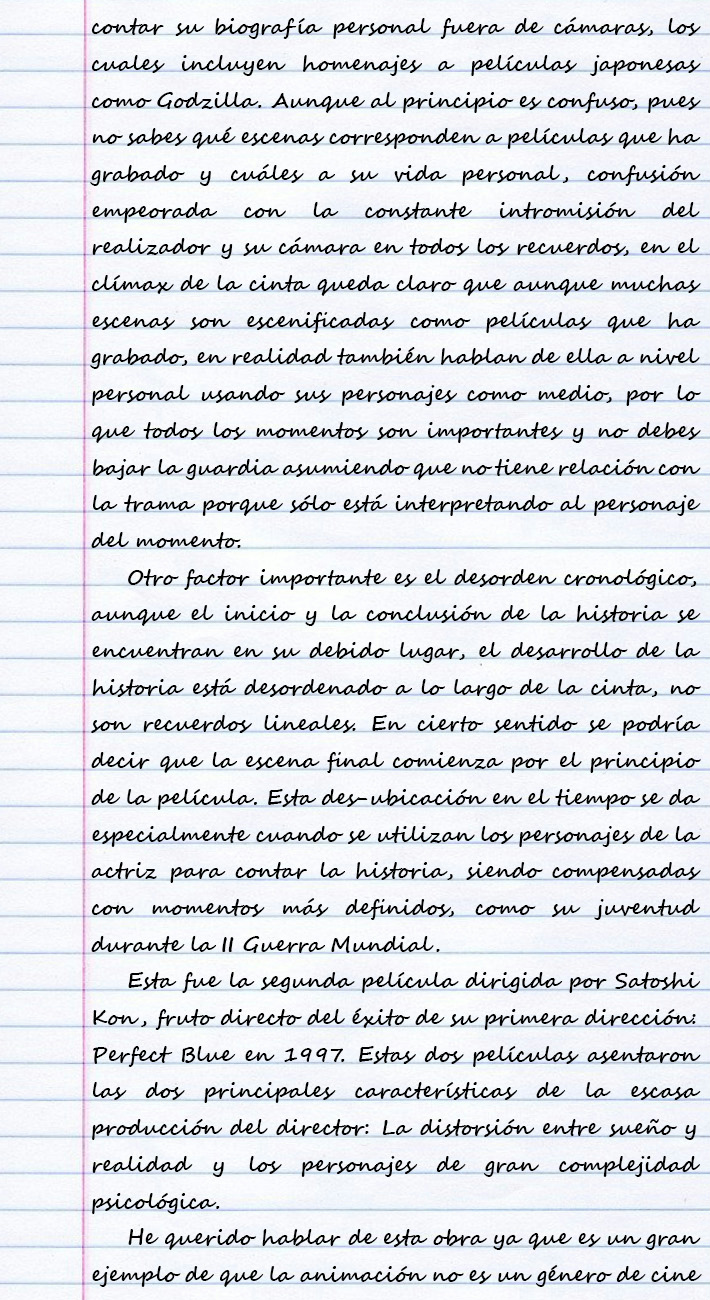 contar su biografía personal fuera de cámaras, los
cuales incluyen homenajes a películas japonesas
como Godzilla. Aunque al principio es confuso, pues
no sabes qué escenas corresponden a películas que ha
grabado y cuáles a su vida personal, confusión
empeorada con la constante intromisión del
realizador y su cámara en todos los recuerdos, en el
clímax de la cinta queda claro que aunque muchas
escenas son escenificadas como películas que ha
grabado, en realidad también hablan de ella a nivel
personal usando sus personajes como medio, por lo
que todos los momentos son importantes y no debes
bajar la guardia asumiendo que no tiene relación con
la trama porque sólo está interpretando al personaje
del momento.
Otro factor importante es el desorden cronológico,
aunque el inicio y la conclusión de la historia se
encuentran en su debido lugar, el desarrollo de la
historia está desordenado a lo largo de la cinta, no
son recuerdos lineales. En cierto sentido se podría
decir que la escena final comienza por el principio
de la película. Esta des-ubicación en el tiempo se da
especialmente cuando se utilizan los personajes de la
actriz para contar la historia, siendo compensadas
con momentos más definidos, como su juventud
durante la II Guerra Mundial.
Esta fue la segunda película dirigida por Satoshi
Kon, fruto directo del éxito de su primera dirección:
Perfect Blue en 1997. Estas dos películas asentaron
las dos principales características de la escasa
producción del director: La distorsión entre sueño y
realidad y los personajes de gran complejidad
psicológica.
He querido hablar de esta obra ya que es un gran
ejemplo de que la animación no es un género de cine